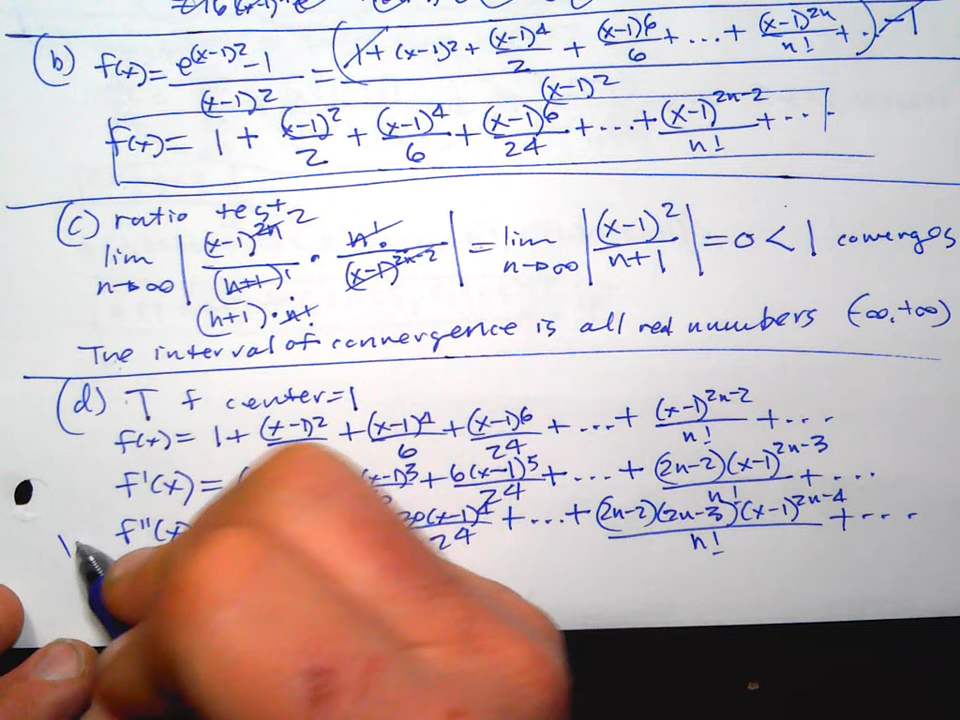 (b) f(x) = e^(x-1)^2 - 1 / (x-1)^2 = (1 + (x-1)^2 + (x-1)^4/2 + (x-1)^6/6 + ... + (x-1)^2n/n! + ..) - 1 / (x-1)^2
f(x) = 1 + (x-1)^2/2 + (x-1)^4/6 + (x-1)^6/24 + ... + (x-1)^2n-2/n! + ...
(c) ratio test
lim n→∞ | (x-1)^2n / (n+1)! · n! / (x-1)^2n-2 | = lim n→∞ | (x-1)^2 / n+1 | = 0 < 1 converges
(n+1)·n!
The interval of convergence is all real numbers (-∞, +∞)
(d) T f center=1
f(x) = 1 + (x-1)^2 + (x-1)^4/6 + (x-1)^6/24 + ... + (x-1)^2n-2/n! + ...
f'(x) = (x-1)^3 + 6(x-1)^5/24 + ... + (2n-2)(x-1)^2n-3/n! + ...
f''(x) (x-1)^4/24 + ... + (2n-2)(2n-3)(x-1)^2n-4/n! + ...